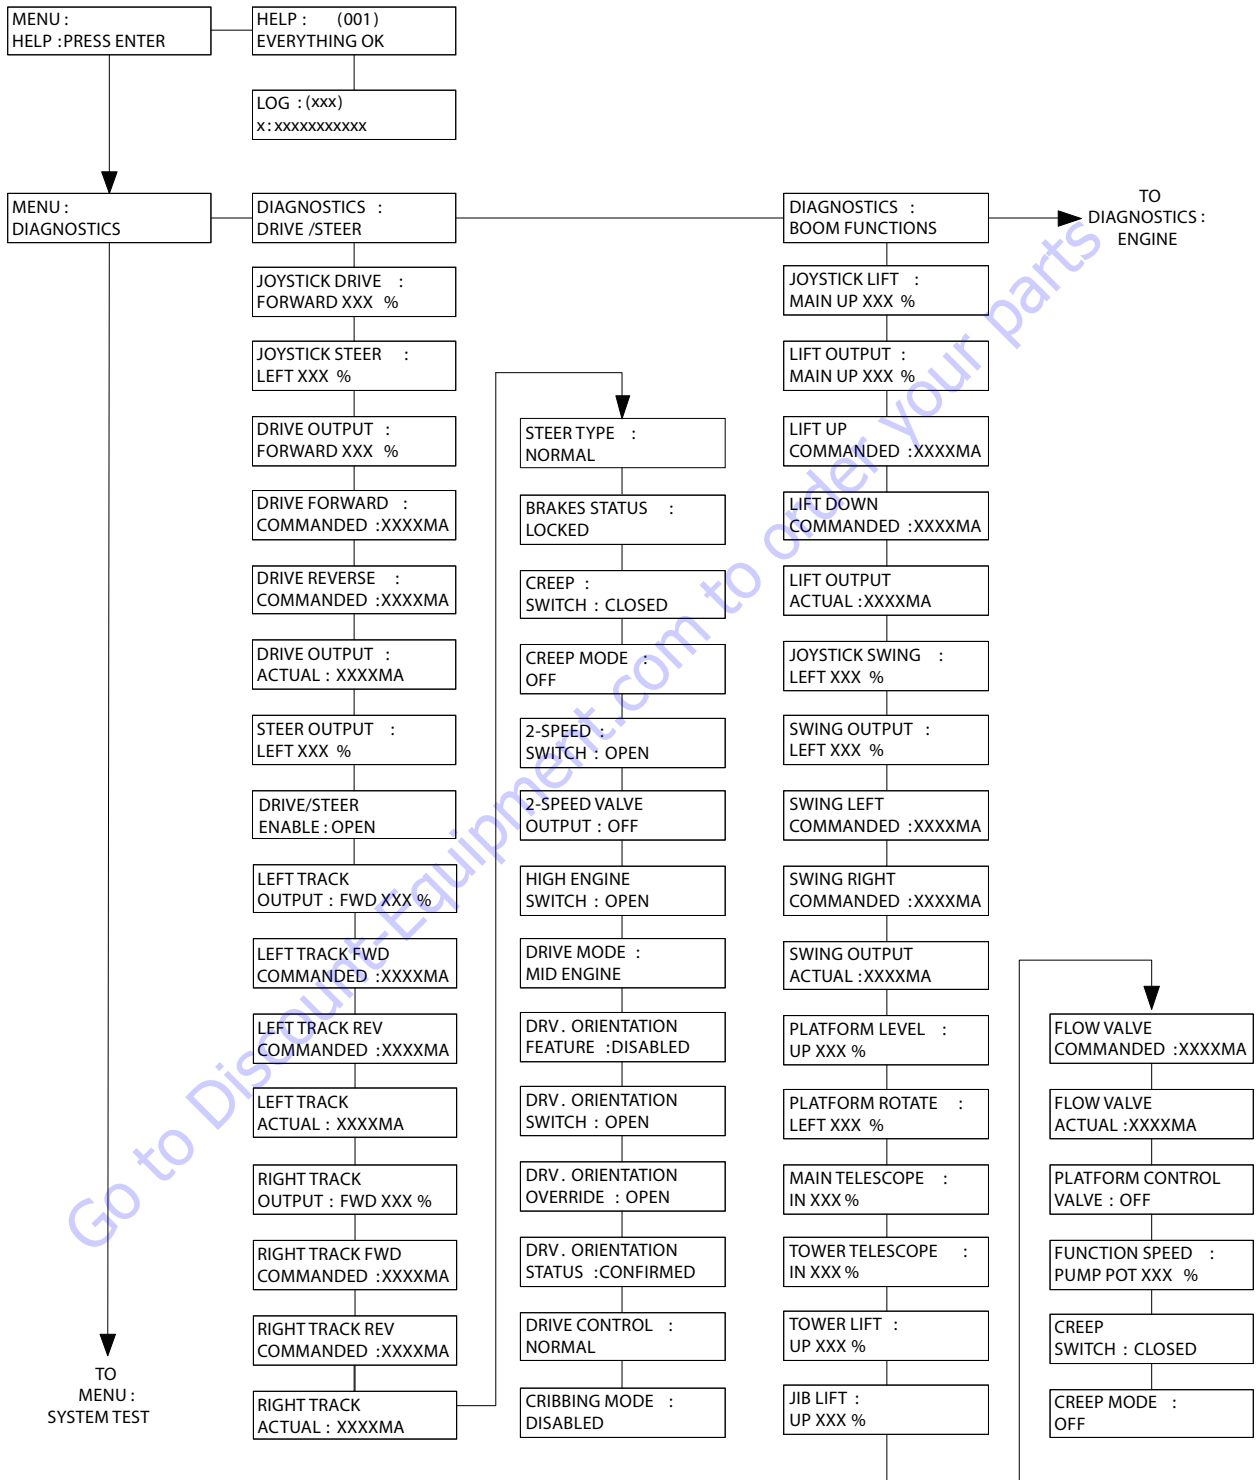 MENU :
HELP :PRESS ENTER
HELP :    (001)
EVERYTHING OK
LOG : (xxx)
x:xxxxxxxxxxx
MENU :
DIAGNOSTICS
DIAGNOSTICS  :
DRIVE /STEER
JOYSTICK DRIVE  :
FORWARD XXX  %
JOYSTICK STEER  :
LEFT XXX  %
DRIVE OUTPUT :
FORWARD XXX  %
DRIVE FORWARD  :
COMMANDED :XXXXMA
DRIVE REVERSE  :
COMMANDED :XXXXMA
DRIVE OUTPUT :
ACTUAL : XXXXMA
STEER OUTPUT  :
LEFT XXX  %
DRIVE/STEER
ENABLE : OPEN
LEFT TRACK
OUTPUT : FWD XXX %
LEFT TRACK FWD
COMMANDED :XXXXMA
LEFT TRACK REV
COMMANDED :XXXXMA
LEFT TRACK
ACTUAL : XXXXMA
RIGHT TRACK
OUTPUT : FWD XXX %
RIGHT TRACK FWD
COMMANDED :XXXXMA
RIGHT TRACK REV
COMMANDED :XXXXMA
RIGHT TRACK
ACTUAL : XXXXMA
STEER TYPE  :
NORMAL
BRAKES STATUS  :
LOCKED
CREEP :
SWITCH : CLOSED
CREEP MODE  :
OFF
2-SPEED :
SWITCH : OPEN
2-SPEED VALVE
OUTPUT : OFF
HIGH ENGINE
SWITCH : OPEN
DRIVE MODE :
MID ENGINE
DRV . ORIENTATION
FEATURE :DISABLED
DRV . ORIENTATION
SWITCH : OPEN
DRV . ORIENTATION
OVERRIDE : OPEN
DRV . ORIENTATION
STATUS :CONFIRMED
DRIVE CONTROL  :
NORMAL
CRIBBING MODE  :
DISABLED
DIAGNOSTICS  :
BOOM FUNCTIONS
JOYSTICK LIFT  :
MAIN UP XXX  %
LIFT OUTPUT :
MAIN UP XXX  %
LIFT UP
COMMANDED :XXXXMA
LIFT DOWN
COMMANDED :XXXXMA
LIFT OUTPUT
ACTUAL :XXXXMA
JOYSTICK SWING  :
LEFT XXX  %
SWING OUTPUT  :
LEFT XXX  %
SWING LEFT
COMMANDED :XXXXMA
SWING RIGHT
COMMANDED :XXXXMA
SWING OUTPUT
ACTUAL :XXXXMA
PLATFORM LEVEL  :
UP XXX %
PLATFORM ROTATE  :
LEFT XXX  %
MAIN TELESCOPE  :
IN XXX %
TOWER TELESCOPE  :
IN XXX %
TOWER LIFT :
UP XXX %
JIB LIFT :
UP XXX %
FLOW VALVE
COMMANDED :XXXXMA
FLOW VALVE
ACTUAL :XXXXMA
PLATFORM CONTROL
VALVE : OFF
FUNCTION SPEED  :
PUMP POT XXX  %
CREEP
SWITCH : CLOSED
CREEP MODE  :
OFF
TO
DIAGNOSTICS :
ENGINE
TO
MENU :
SYSTEM TEST
Go to Discount-Equipment.com to order your parts